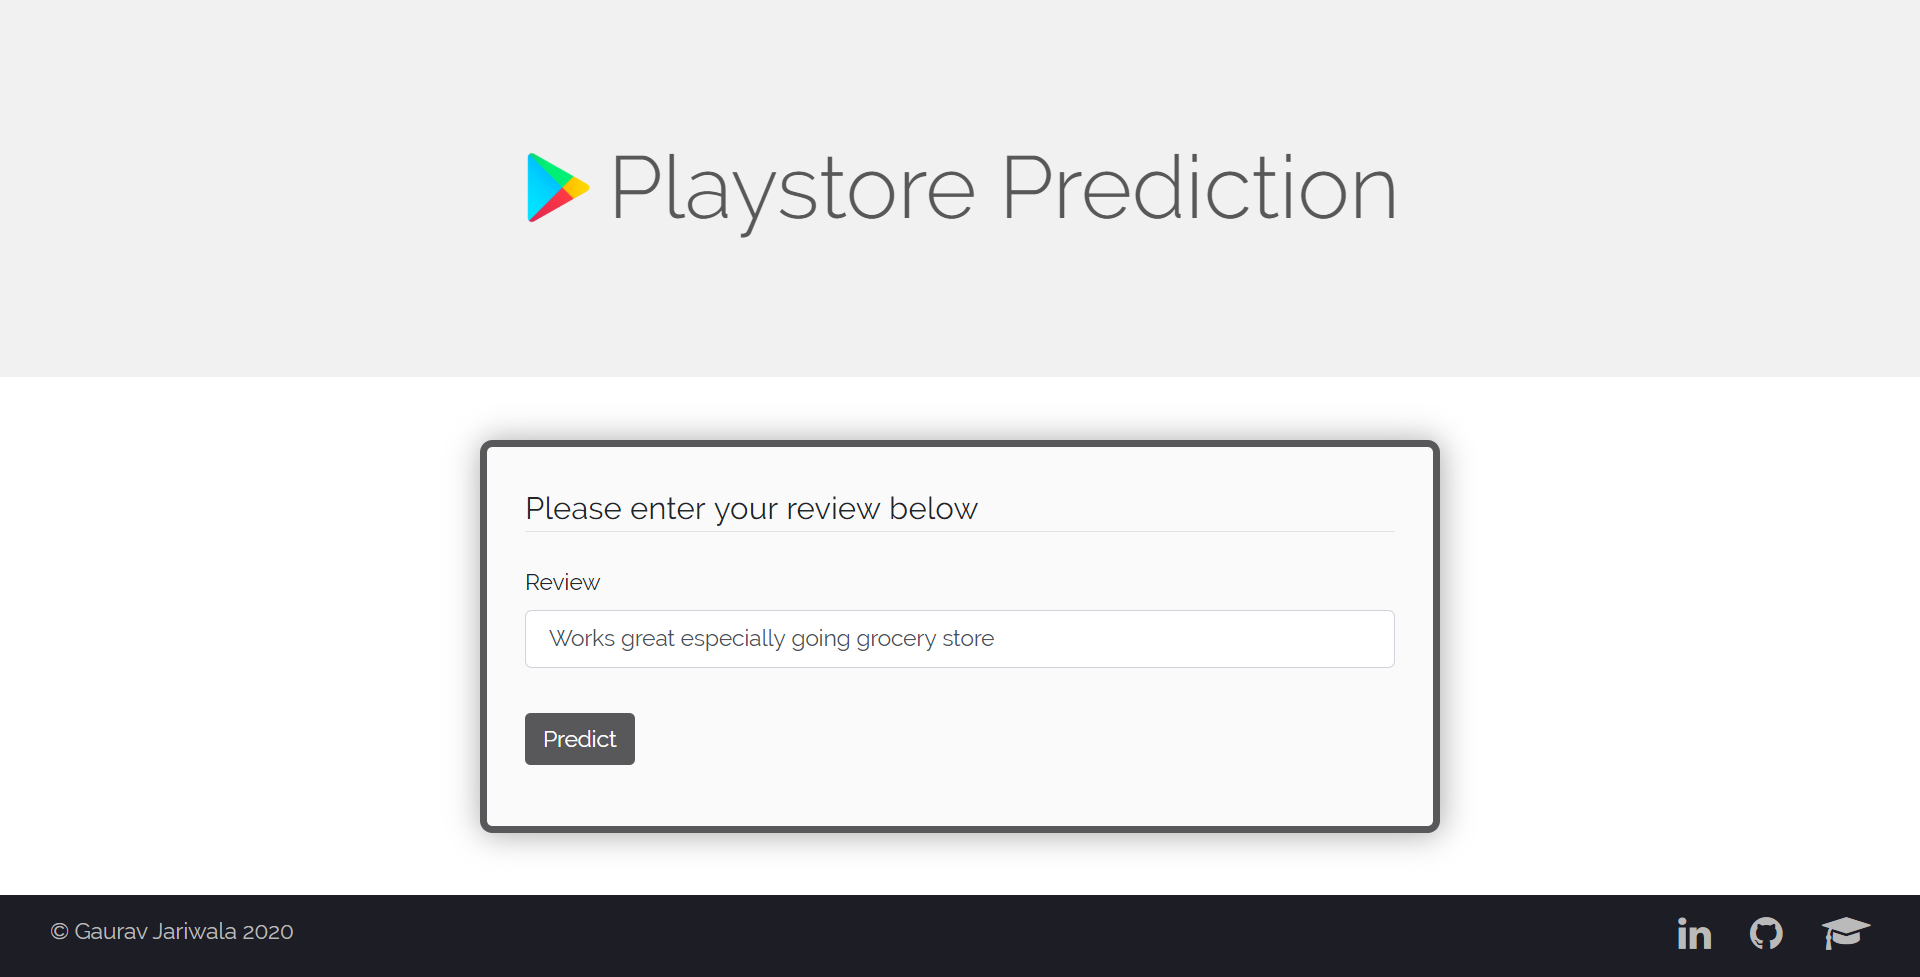 Playstore Prediction
Please enter your review below
Review
Works great especially going grocery store
Predict
© Gaurav Jariwala 2020
in